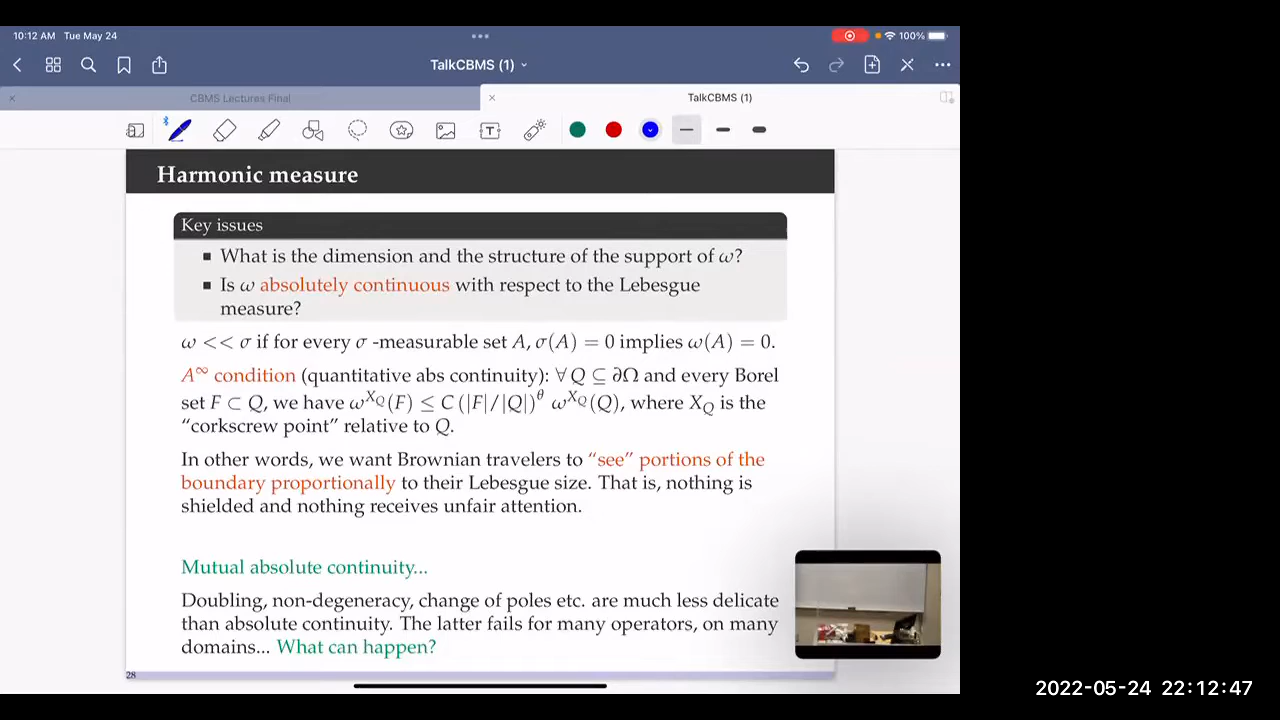 10:12 AM Tue May 24
100%
TalkCBMS (1)
CBMS Lectures Final
TalkCBMS (1)
Harmonic measure
Key issues
▪ What is the dimension and the structure of the support of ω?
▪ Is ω absolutely continuous with respect to the Lebesgue
measure?
ω << σ if for every σ -measurable set A, σ(A) = 0 implies ω(A) = 0.
A^∞ condition (quantitative abs continuity): ∀ Q ⊆ ∂Ω and every Borel
set F ⊂ Q, we have ω^{X_Q}(F) ≤ C (|F|/|Q|)^θ ω^{X_Q}(Q), where X_Q is the
“corkscrew point” relative to Q.
In other words, we want Brownian travelers to “see” portions of the
boundary proportionally to their Lebesgue size. That is, nothing is
shielded and nothing receives unfair attention.
Mutual absolute continuity...
Doubling, non-degeneracy, change of poles etc. are much less delicate
than absolute continuity. The latter fails for many operators, on many
domains... What can happen?
28
2022-05-24 22:12:47